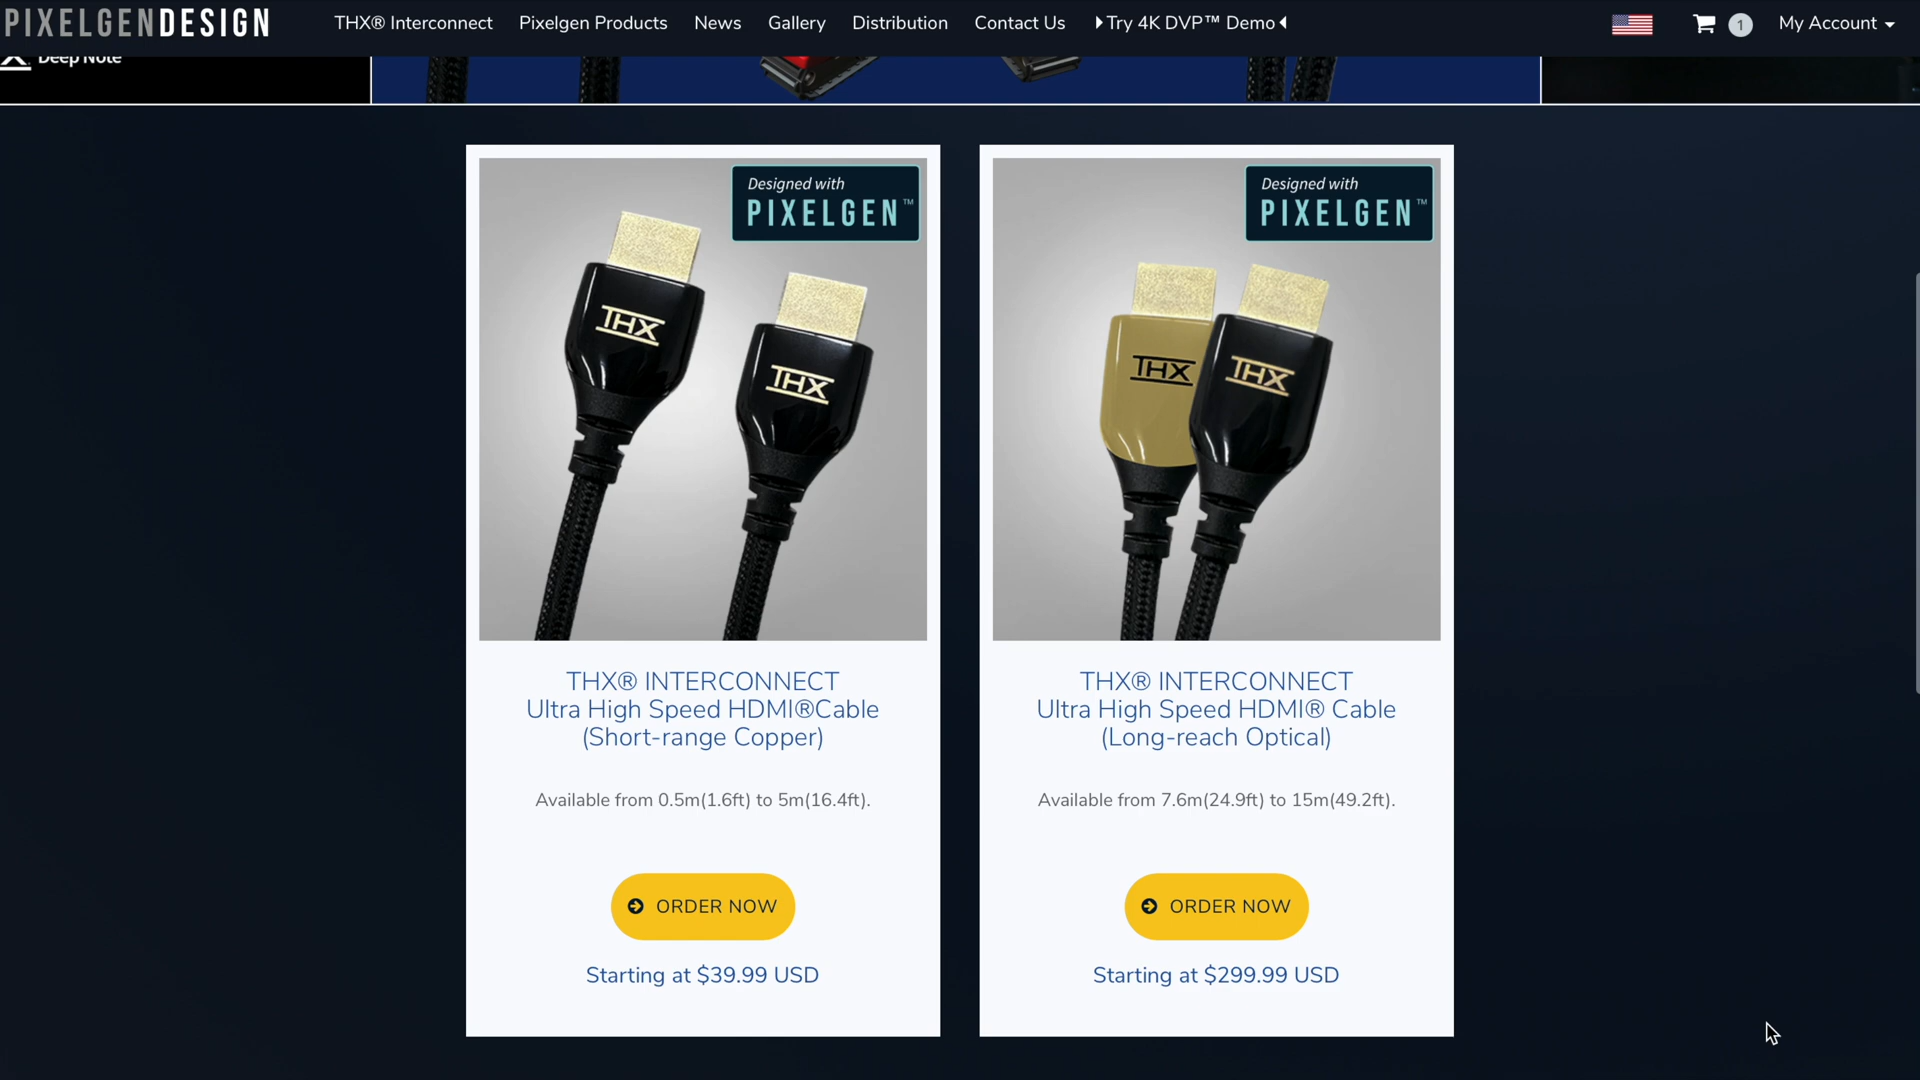 PIXELGENDESIGN
THX® Interconnect
Pixelgen Products
News
Gallery
Distribution
Contact Us
Try 4K DVP™ Demo
1
My Account
Deep Note
Designed with
PIXELGEN™
THX
THX
THX® INTERCONNECT
Ultra High Speed HDMI®Cable
(Short-range Copper)
Available from 0.5m(1.6ft) to 5m(16.4ft).
ORDER NOW
Starting at $39.99 USD
Designed with
PIXELGEN™
THX
THX
THX® INTERCONNECT
Ultra High Speed HDMI® Cable
(Long-reach Optical)
Available from 7.6m(24.9ft) to 15m(49.2ft).
ORDER NOW
Starting at $299.99 USD